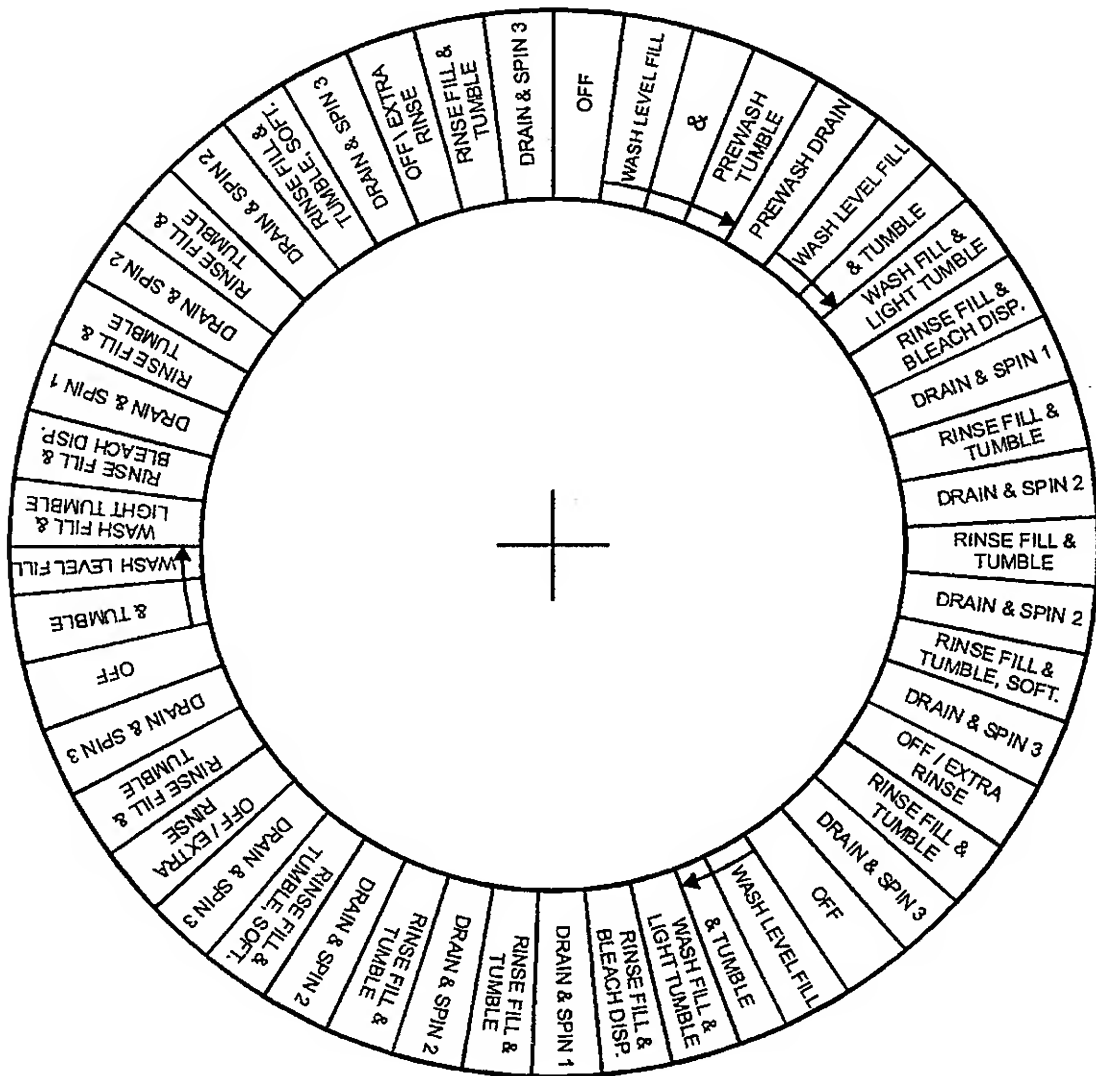 OFF
WASH LEVEL FILL
&
PREWASH
TUMBLE
PREWASH DRAIN
WASH LEVEL FILL
& TUMBLE
WASH FILL &
LIGHT TUMBLE
RINSE FILL &
BLEACH DISP.
DRAIN & SPIN 1
RINSE FILL &
TUMBLE
DRAIN & SPIN 2
RINSE FILL &
TUMBLE
DRAIN & SPIN 2
RINSE FILL &
TUMBLE, SOFT.
DRAIN & SPIN 3
OFF / EXTRA
RINSE
RINSE FILL &
TUMBLE
DRAIN & SPIN 3
OFF
WASH LEVEL FILL
& TUMBLE
WASH FILL &
LIGHT TUMBLE
RINSE FILL &
BLEACH DISP.
DRAIN & SPIN 1
RINSE FILL &
TUMBLE
DRAIN & SPIN 2
RINSE FILL &
TUMBLE
DRAIN & SPIN 2
RINSE FILL &
TUMBLE, SOFT.
DRAIN & SPIN 3
OFF / EXTRA
RINSE
RINSE FILL &
TUMBLE
DRAIN & SPIN 3
OFF
& TUMBLE
WASH LEVEL FILL
WASH FILL &
LIGHT TUMBLE
RINSE FILL &
BLEACH DISP.
DRAIN & SPIN 1
RINSE FILL &
TUMBLE
DRAIN & SPIN 2
RINSE FILL &
TUMBLE
DRAIN & SPIN 2
RINSE FILL &
TUMBLE, SOFT.
DRAIN & SPIN 3
OFF \ EXTRA
RINSE
RINSE FILL &
TUMBLE
DRAIN & SPIN 3